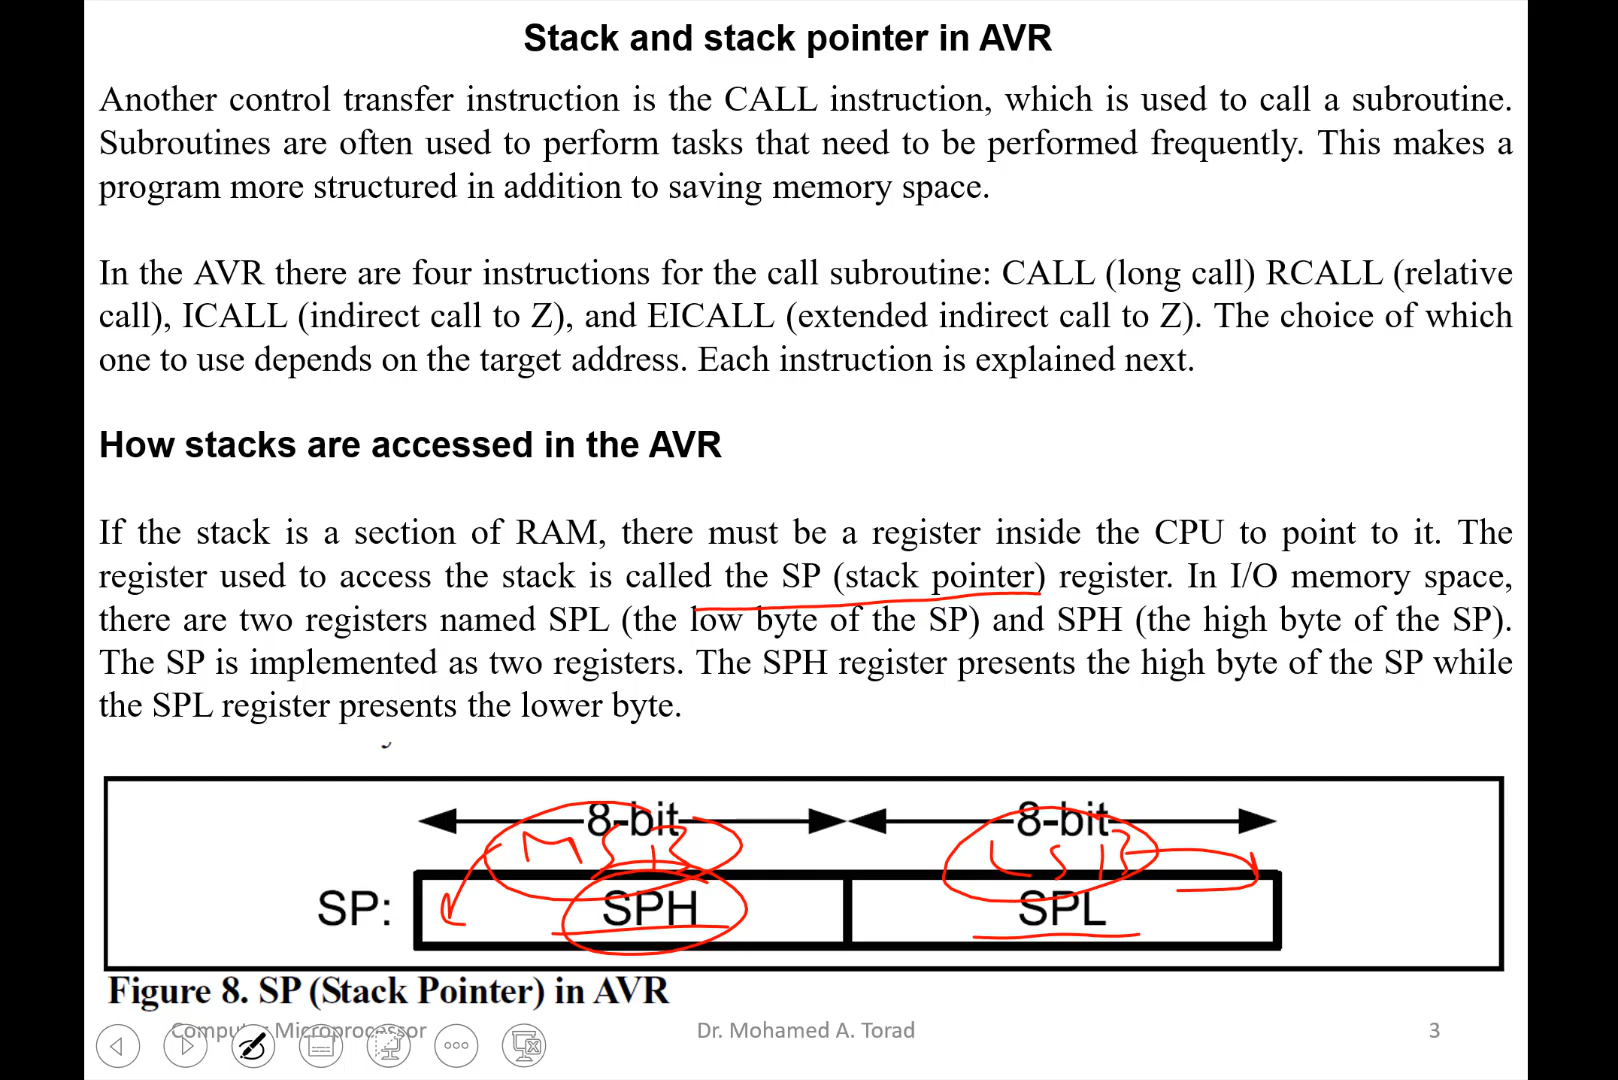 Stack and stack pointer in AVR
Another control transfer instruction is the CALL instruction, which is used to call a subroutine.
Subroutines are often used to perform tasks that need to be performed frequently. This makes a
program more structured in addition to saving memory space.
In the AVR there are four instructions for the call subroutine: CALL (long call) RCALL (relative
call), ICALL (indirect call to Z), and EICALL (extended indirect call to Z). The choice of which
one to use depends on the target address. Each instruction is explained next.
How stacks are accessed in the AVR
If the stack is a section of RAM, there must be a register inside the CPU to point to it. The
register used to access the stack is called the SP (stack pointer) register. In I/O memory space,
there are two registers named SPL (the low byte of the SP) and SPH (the high byte of the SP).
The SP is implemented as two registers. The SPH register presents the high byte of the SP while
the SPL register presents the lower byte.
8-bit 8-bit
MSB LSB
SP: SPH SPL
Figure 8. SP (Stack Pointer) in AVR
Computer Microprocessor Dr. Mohamed A. Torad 3